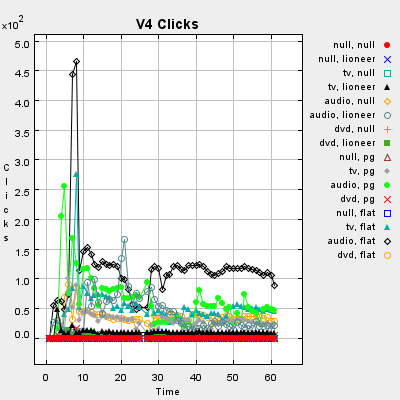 V4 Clicks
x10²
5.0
4.5
4.0
3.5
3.0
2.5
2.0
1.5
1.0
0.5
0.0
Clicks
0
10
20
30
40
50
60
Time
null, null
null, lioneer
tv, null
tv, lioneer
audio, null
audio, lioneer
dvd, null
dvd, lioneer
null, pg
tv, pg
audio, pg
dvd, pg
null, flat
tv, flat
audio, flat
dvd, flat